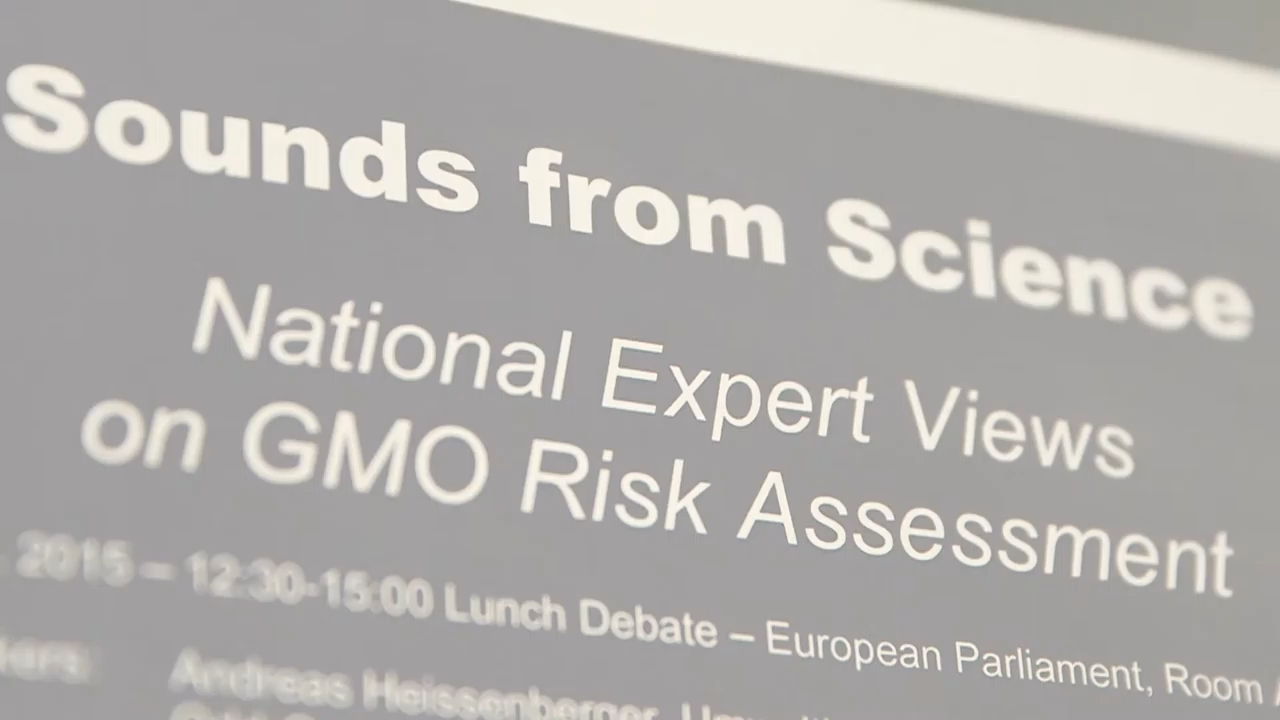 Sounds from Science
National Expert Views
on GMO Risk Assessment
2015 – 12:30-15:00 Lunch Debate – European Parliament, Room
Andreas Heissenberger,